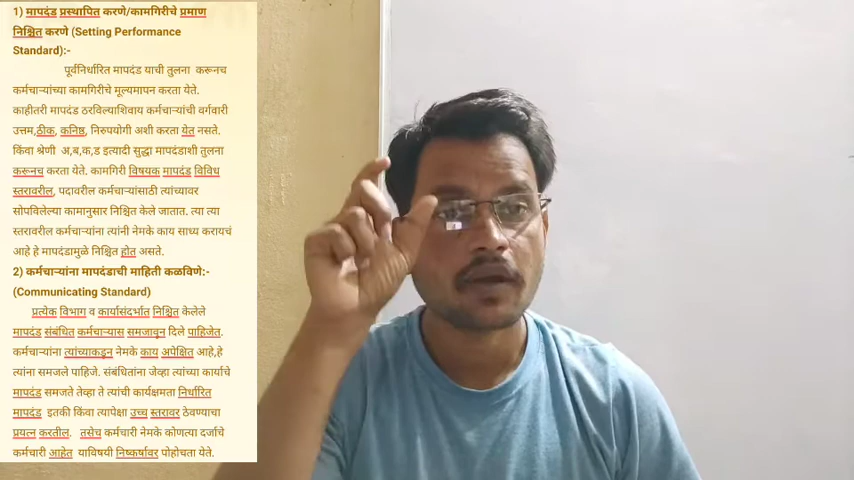 1) मापदंड प्रस्थापित करणे/कामगिरीचे प्रमाण
निश्चित करणे (Setting Performance
Standard):-
पूर्वनिर्धारित मापदंड याची तुलना करूनच
कर्मचाऱ्यांच्या कामगिरीचे मूल्यमापन करता येते.
काहीतरी मापदंड ठरविल्याशिवाय कर्मचाऱ्यांची वर्गवारी
उत्तम,ठीक, कनिष्ठ, निरुपयोगी अशी करता येत नसते.
किंवा श्रेणी अ,ब,क,ड इत्यादी सुद्धा मापदंडाशी तुलना
करूनच करता येते. कामगिरी विषयक मापदंड विविध
स्तरावरील, पदावरील कर्मचाऱ्यांसाठी त्यांच्यावर
सोपविलेल्या कामानुसार निश्चित केले जातात. त्या त्या
स्तरावरील कर्मचाऱ्यांना त्यांनी नेमके काय साध्य करायचं
आहे हे मापदंडामुळे निश्चित होत असते.
2) कर्मचाऱ्यांना मापदंडाची माहिती कळविणे:-
(Communicating Standard)
प्रत्येक विभाग व कार्यासंदर्भात निश्चित केलेले
मापदंड संबंधित कर्मचाऱ्यास समजावून दिले पाहिजेत.
कर्मचाऱ्यांना त्यांच्याकडून नेमके काय अपेक्षित आहे,हे
त्यांना समजले पाहिजे. संबंधितांना जेव्हा त्यांच्या कार्याचे
मापदंड समजते तेव्हा ते त्यांची कार्यक्षमता निर्धारित
मापदंड इतकी किंवा त्यापेक्षा उच्च स्तरावर ठेवण्याचा
प्रयत्न करतील. तसेच कर्मचारी नेमके कोणत्या दर्जाचे
कर्मचारी आहेत याविषयी निष्कर्षावर पोहोचता येते.